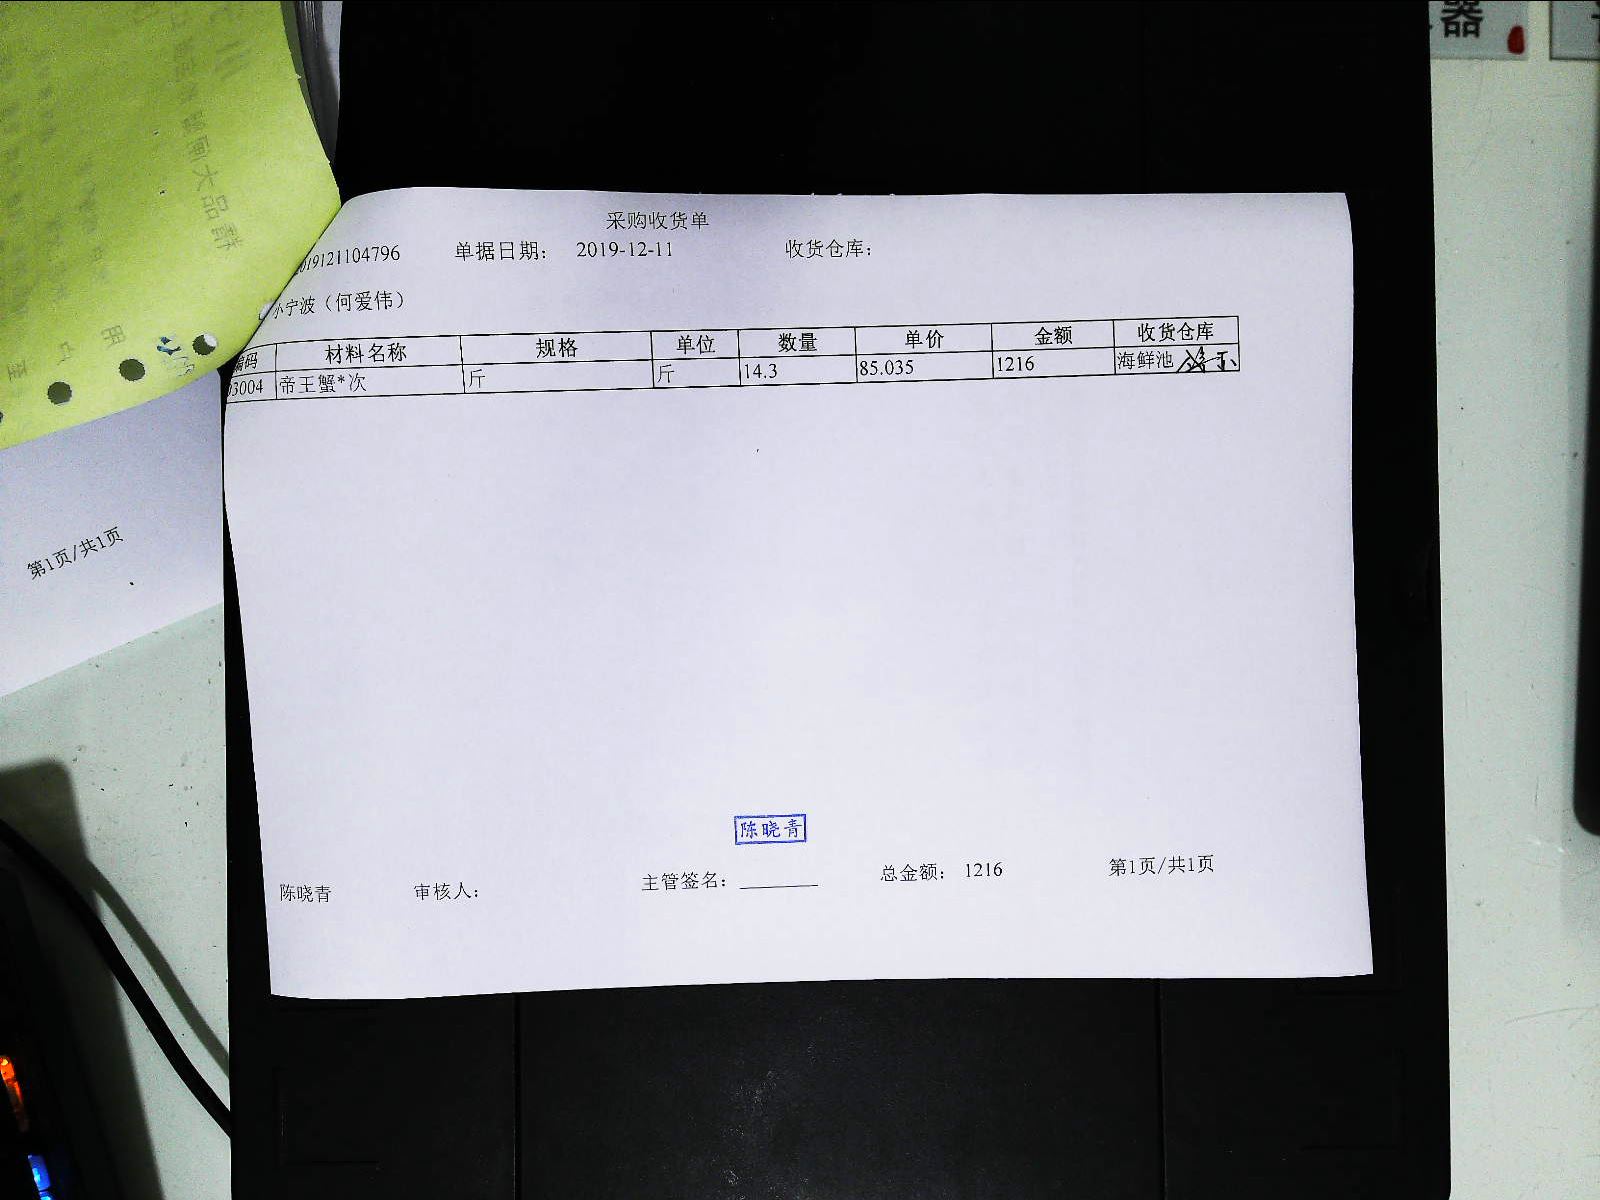 采购收货单
2019121104796 单据日期： 2019-12-11 收货仓库：
小宁波（何爱伟）
编码 材料名称 规格 单位 数量 单价 金额 收货仓库
03004 帝王蟹*次 斤 斤 14.3 85.035 1216 海鲜池
陈晓青
陈晓青 审核人： 主管签名： 总金额： 1216 第1页/共1页
第1页/共1页
器